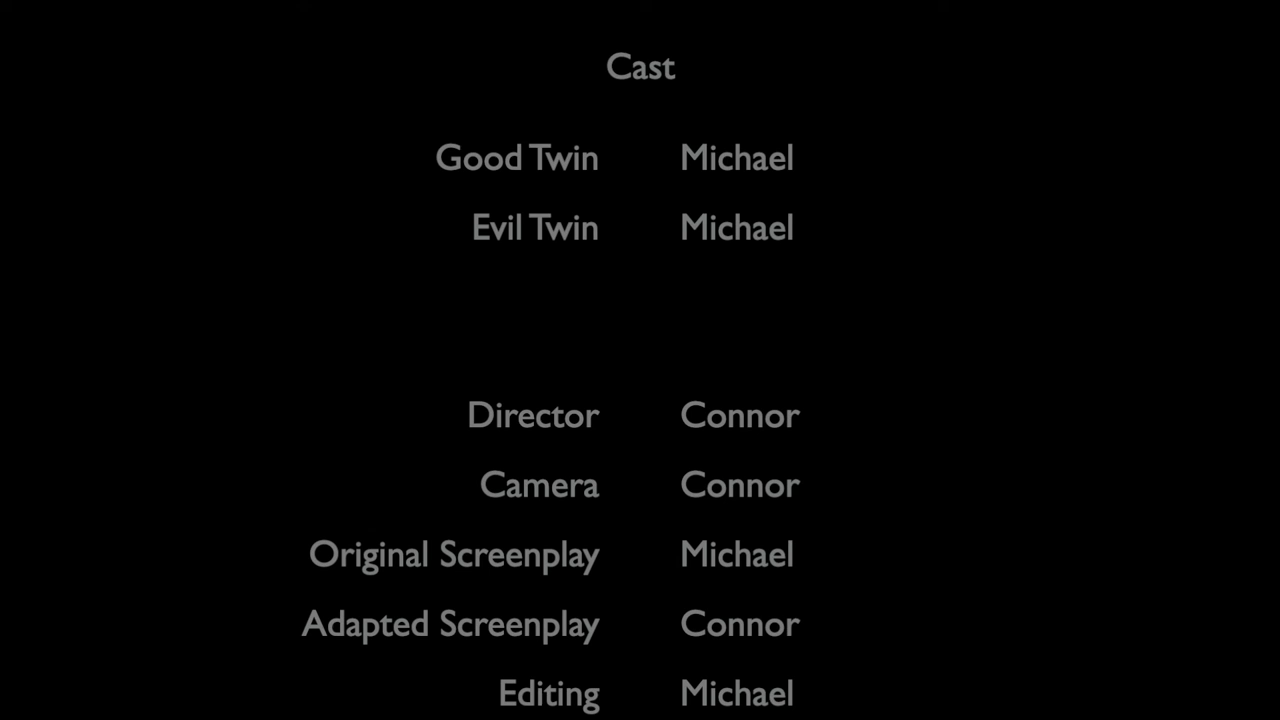 Cast
Good Twin Michael
Evil Twin Michael
Director Connor
Camera Connor
Original Screenplay Michael
Adapted Screenplay Connor
Editing Michael